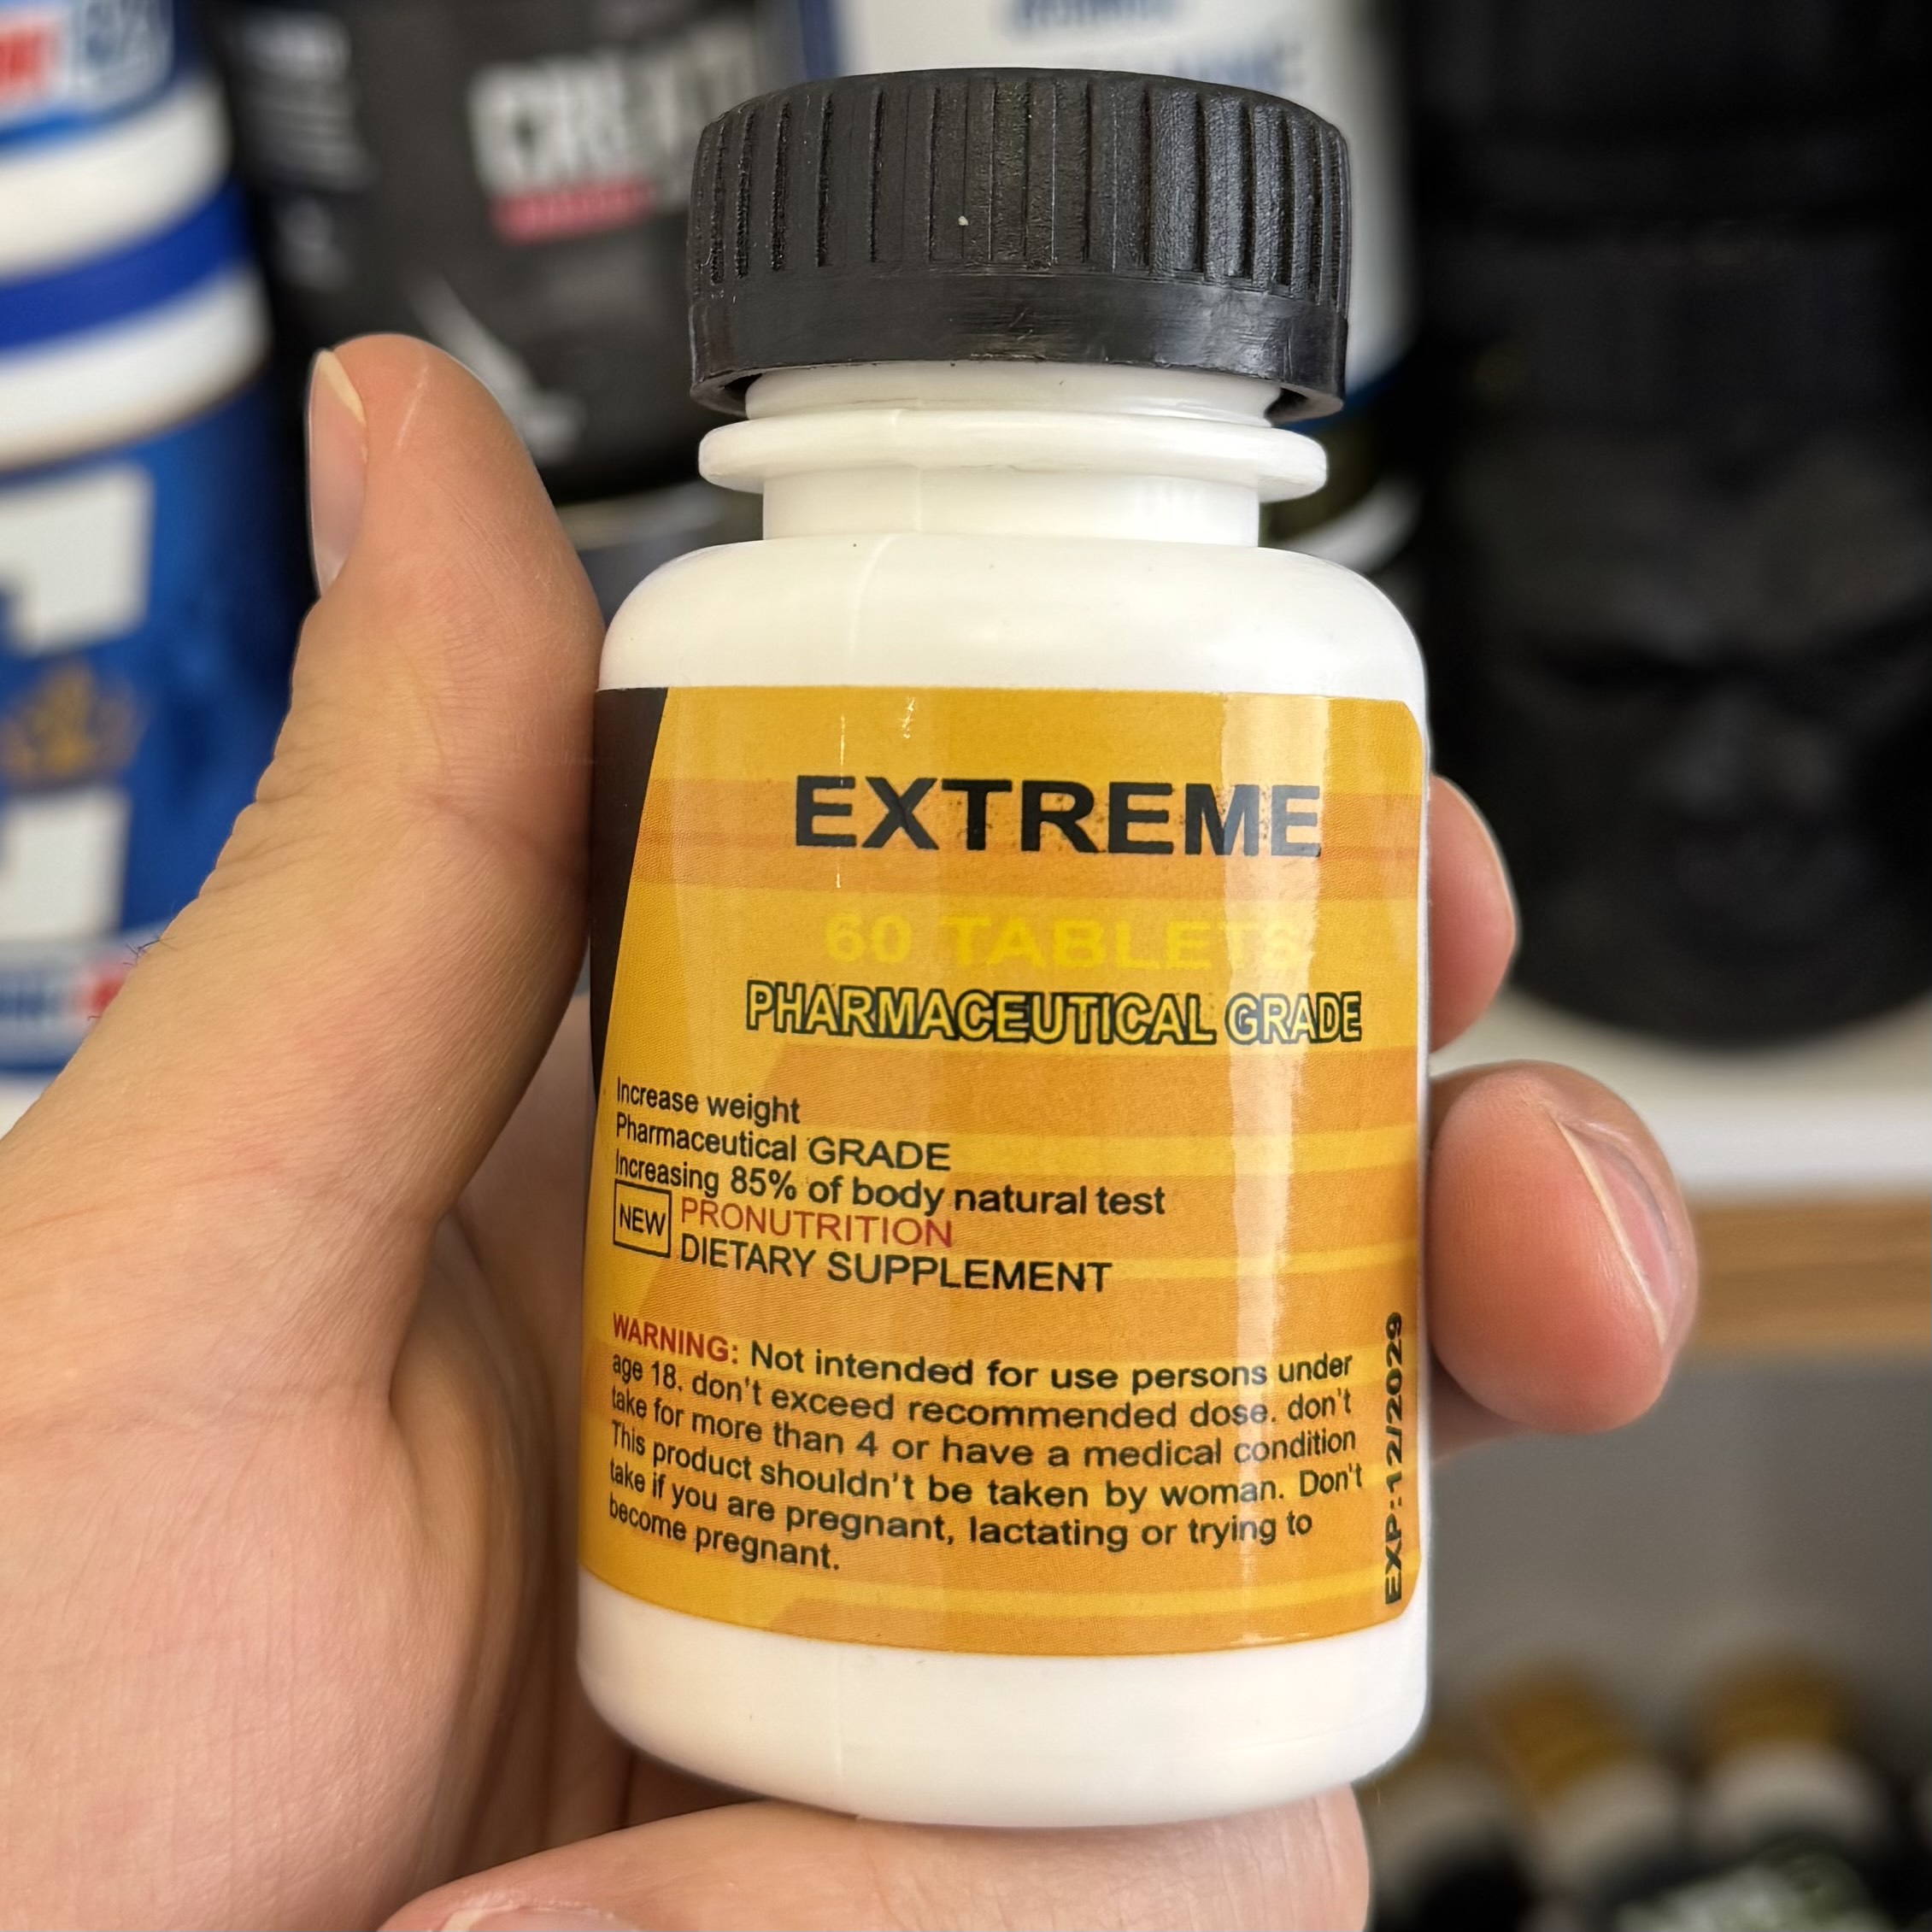 EXTREME
60 TABLETS
PHARMACEUTICAL GRADE
Increase weight
Pharmaceutical GRADE
Increasing 85% of body natural test
NEW
PRONUTRITION
DIETARY SUPPLEMENT
WARNING: Not intended for use persons under
age 18. don't exceed recommended dose. don't
take for more than 4 or have a medical condition
This product shouldn't be taken by woman. Don't
take if you are pregnant, lactating or trying to
become pregnant.
EXP:12/2029